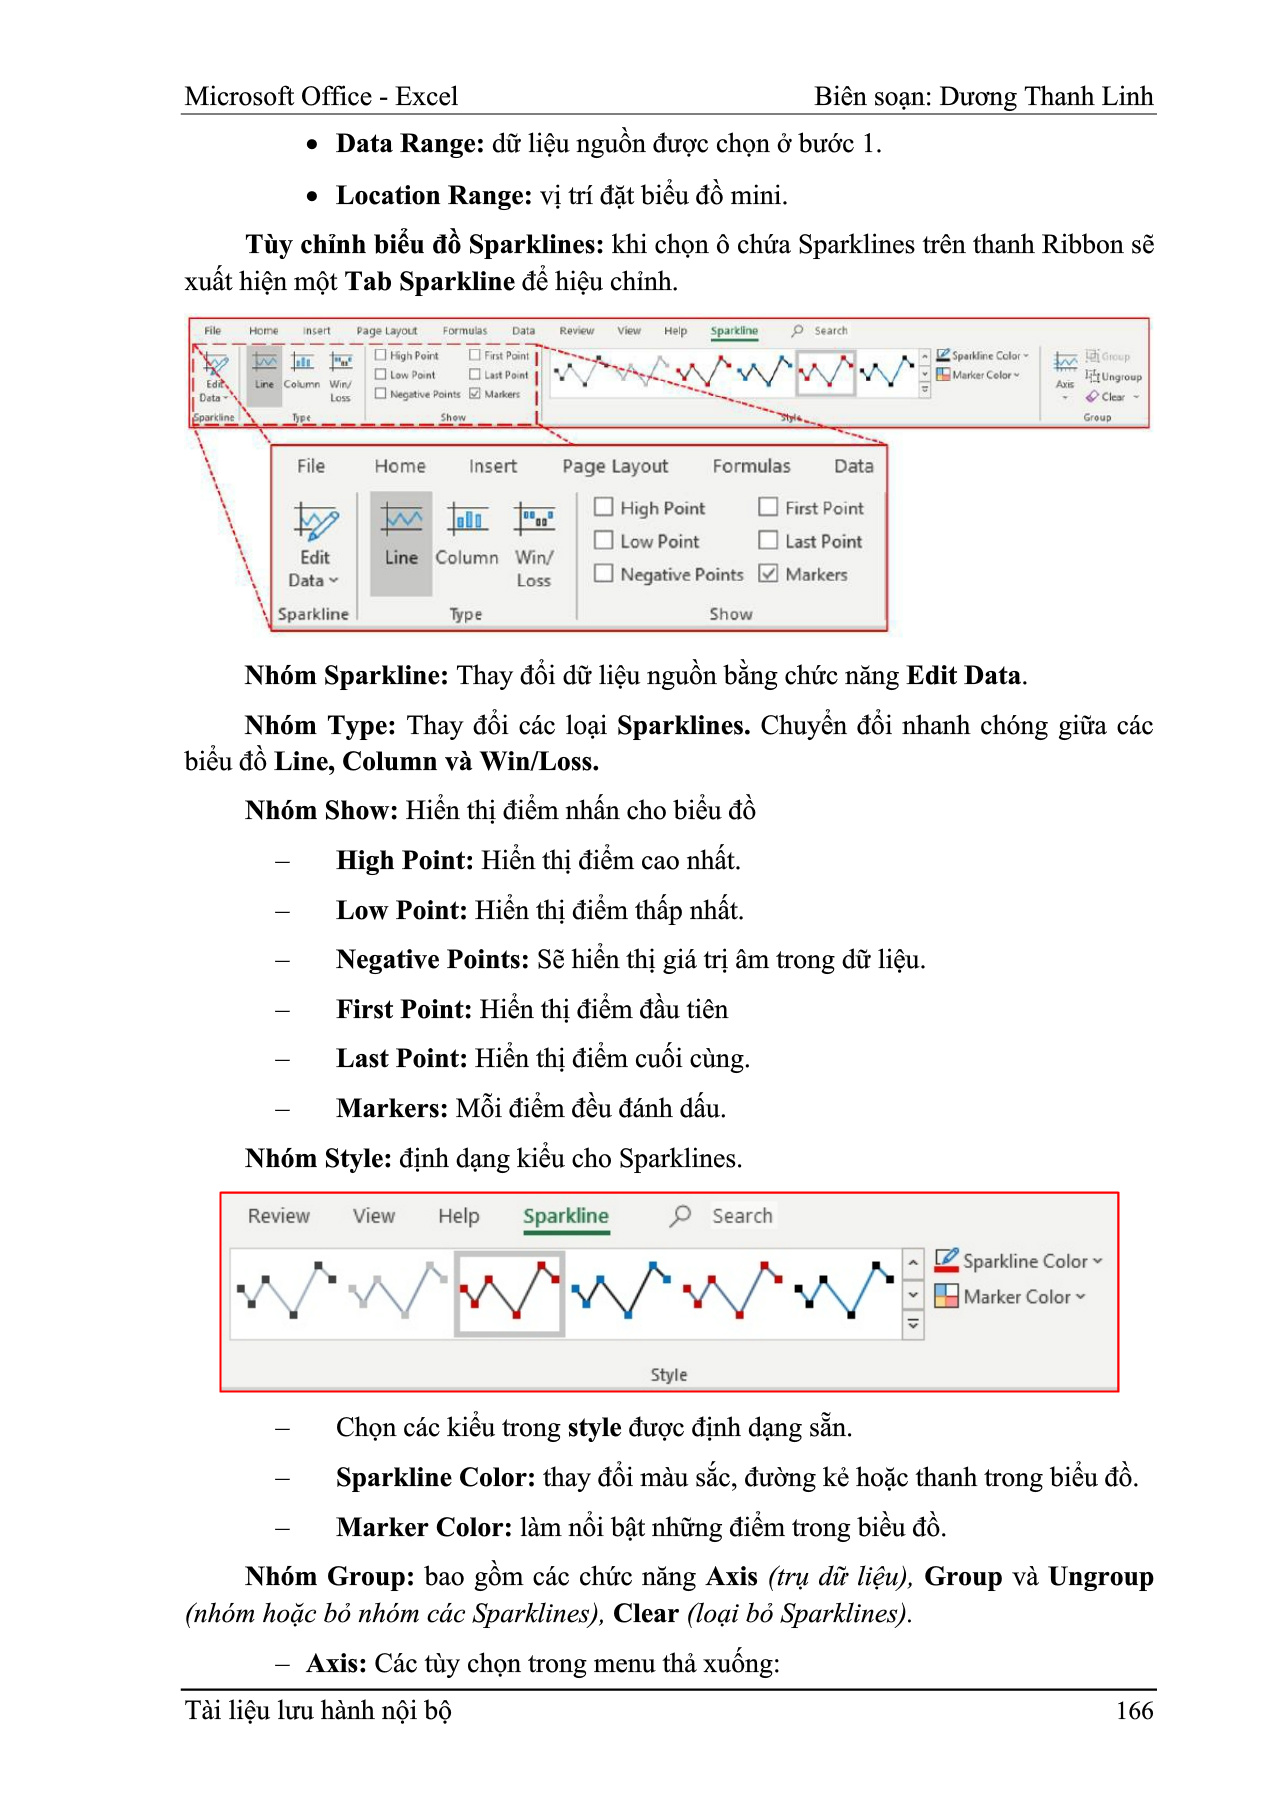 Microsoft Office - Excel Biên soạn: Dương Thanh Linh
• Data Range: dữ liệu nguồn được chọn ở bước 1.
• Location Range: vị trí đặt biểu đồ mini.
Tùy chỉnh biểu đồ Sparklines: khi chọn ô chứa Sparklines trên thanh Ribbon sẽ
xuất hiện một Tab Sparkline để hiệu chỉnh.
File Home Insert Page Layout Formulas Data Review View Help Sparkline Search
High Point First Point Sparkline Color Group
Low Point Last Point Marker Color Ungroup
Edit Line Column Win/ Axis
Data Loss Negative Points Markers Clear
Sparkline Type Show Style Group
File Home Insert Page Layout Formulas Data
High Point First Point
Low Point Last Point
Edit Line Column Win/
Data Loss Negative Points Markers
Sparkline Type Show
Nhóm Sparkline: Thay đổi dữ liệu nguồn bằng chức năng Edit Data.
Nhóm Type: Thay đổi các loại Sparklines. Chuyển đổi nhanh chóng giữa các
biểu đồ Line, Column và Win/Loss.
Nhóm Show: Hiển thị điểm nhấn cho biểu đồ
– High Point: Hiển thị điểm cao nhất.
– Low Point: Hiển thị điểm thấp nhất.
– Negative Points: Sẽ hiển thị giá trị âm trong dữ liệu.
– First Point: Hiển thị điểm đầu tiên
– Last Point: Hiển thị điểm cuối cùng.
– Markers: Mỗi điểm đều đánh dấu.
Nhóm Style: định dạng kiểu cho Sparklines.
Review View Help Sparkline Search
Sparkline Color
Marker Color
Style
– Chọn các kiểu trong style được định dạng sẵn.
– Sparkline Color: thay đổi màu sắc, đường kẻ hoặc thanh trong biểu đồ.
– Marker Color: làm nổi bật những điểm trong biều đồ.
Nhóm Group: bao gồm các chức năng Axis (trụ dữ liệu), Group và Ungroup
(nhóm hoặc bỏ nhóm các Sparklines), Clear (loại bỏ Sparklines).
– Axis: Các tùy chọn trong menu thả xuống:
Tài liệu lưu hành nội bộ 166